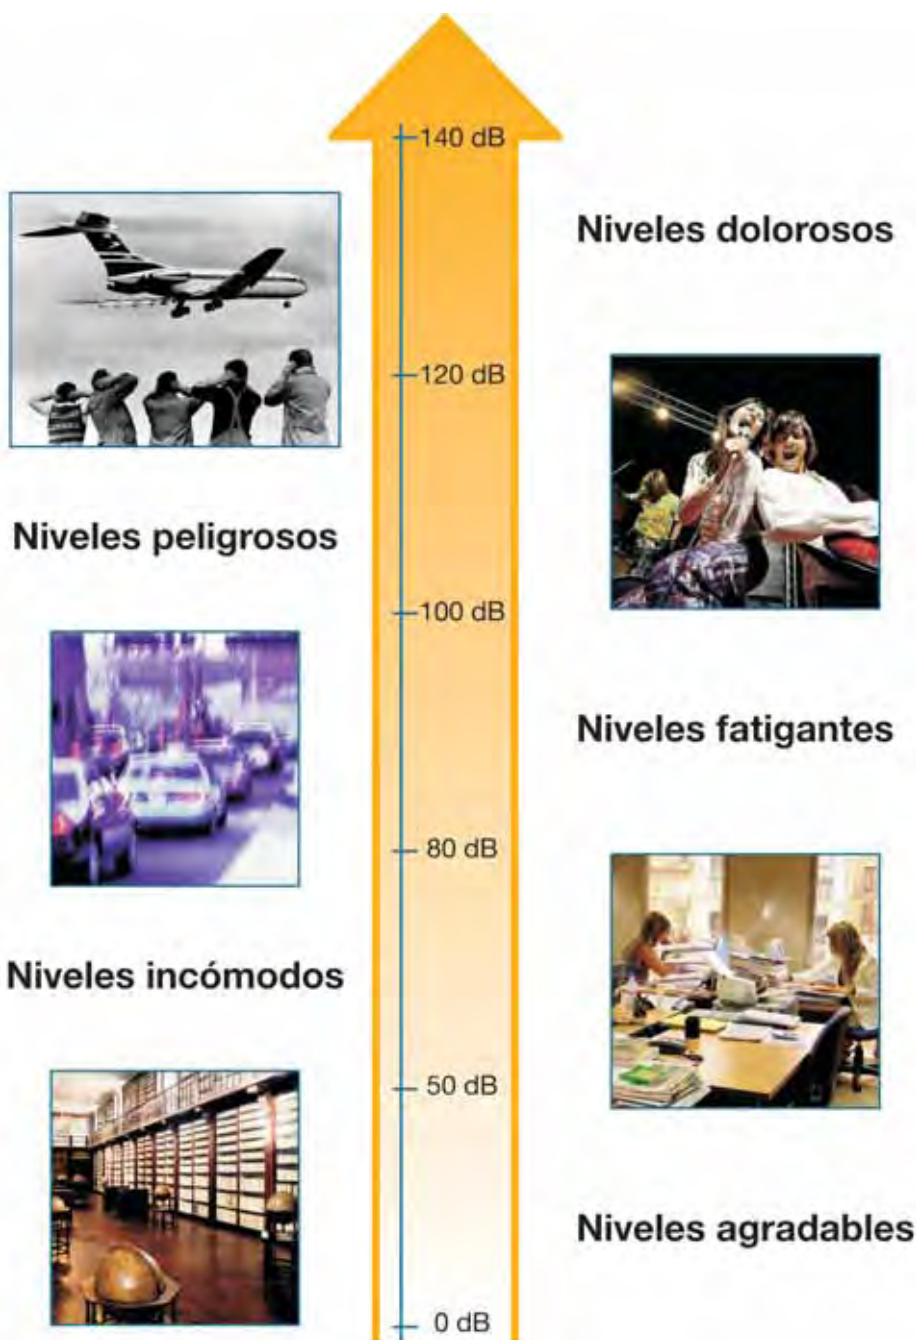 140 dB
Niveles dolorosos
120 dB
Niveles peligrosos
100 dB
Niveles fatigantes
80 dB
Niveles incómodos
50 dB
Niveles agradables
0 dB